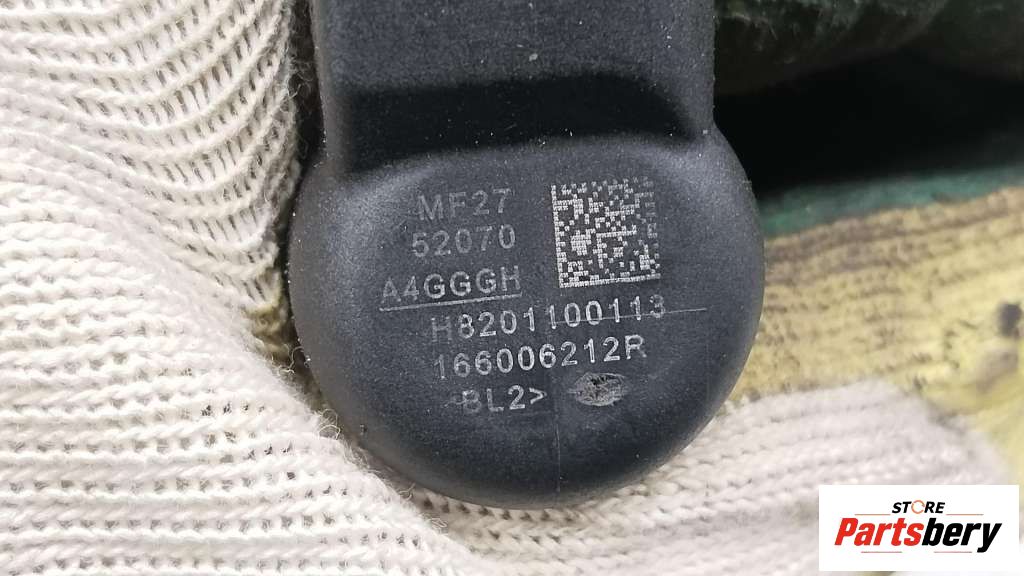 MF27
52070
A4GGGH
H8201100113
166006212R
BL2>
STORE
Partsbery